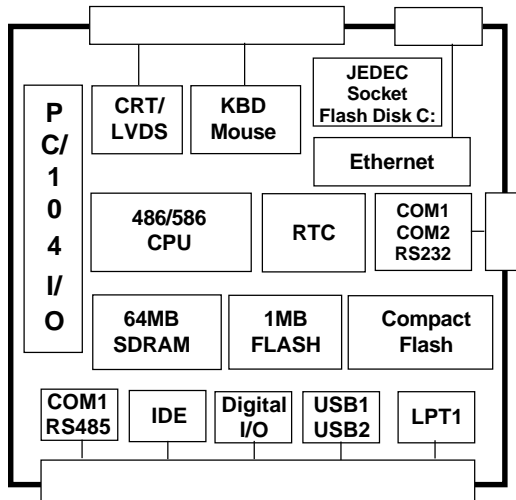 P
C/
1
0
4
I/
O
CRT/
LVDS
KBD
Mouse
JEDEC
Socket
Flash Disk C:
Ethernet
486/586
CPU
RTC
COM1
COM2
RS232
64MB
SDRAM
1MB
FLASH
Compact
Flash
COM1
RS485
IDE
Digital
I/O
USB1
USB2
LPT1